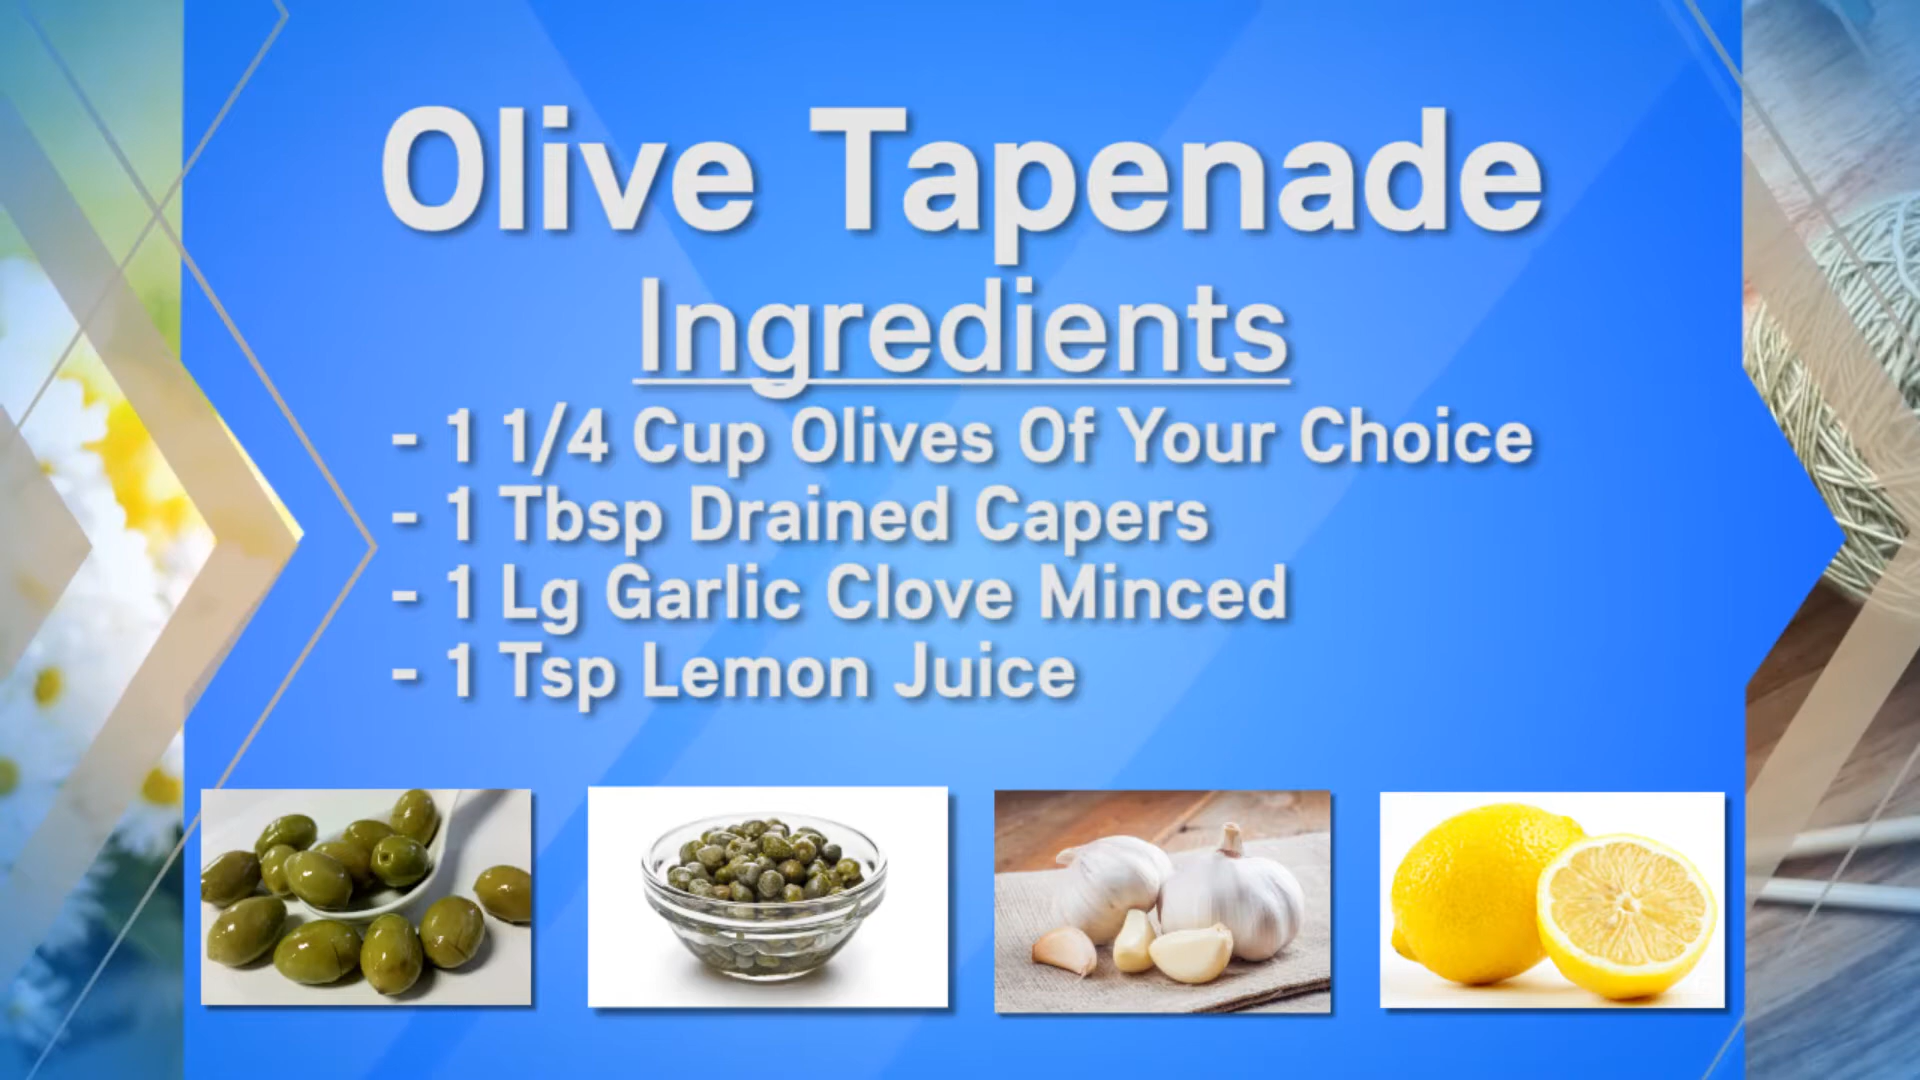 Olive Tapenade
Ingredients
- 1 1/4 Cup Olives Of Your Choice
- 1 Tbsp Drained Capers
- 1 Lg Garlic Clove Minced
- 1 Tsp Lemon Juice